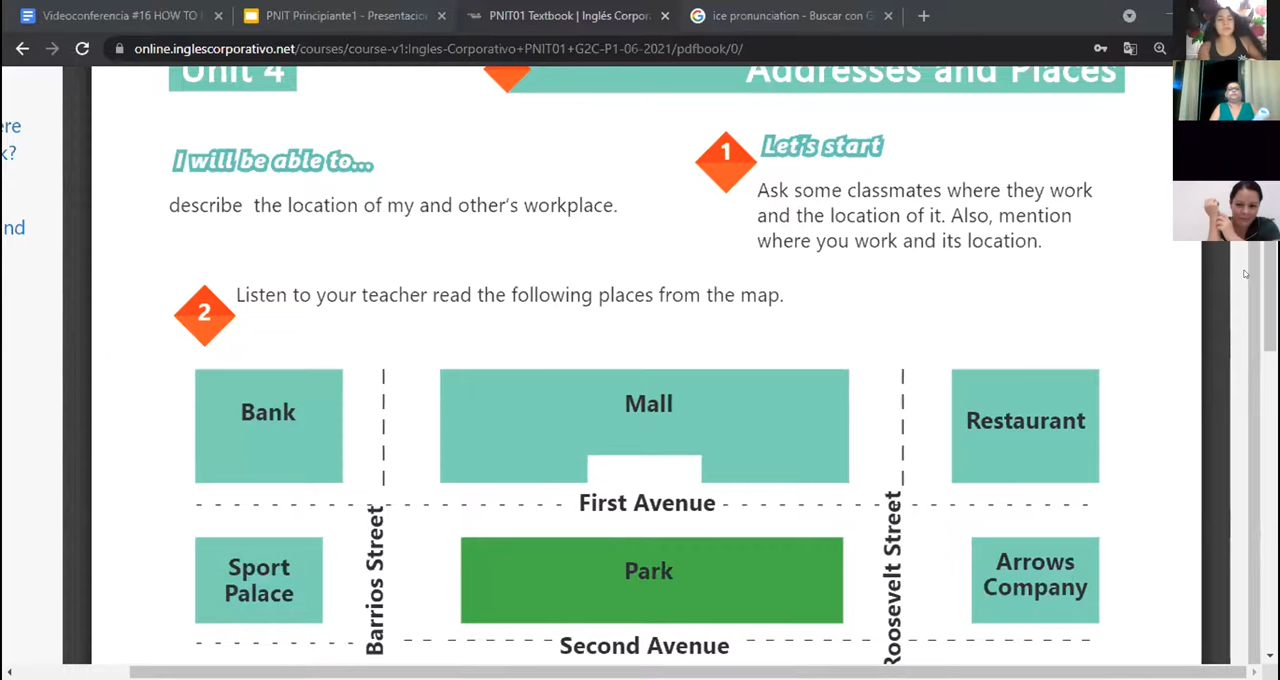 Videoconferencia #16 HOW TO
PNIT Principiante1 - Presentacion
PNIT01 Textbook | Inglés Corpor
ice pronunciation - Buscar con G
online.inglescorporativo.net/courses/course-v1:Ingles-Corporativo+PNIT01+G2C-P1-06-2021/pdfbook/0/
Unit 4
Addresses and Places
ere
k?
nd
I will be able to...
describe the location of my and other's workplace.
1
Let's start
Ask some classmates where they work
and the location of it. Also, mention
where you work and its location.
2
Listen to your teacher read the following places from the map.
Bank
Mall
Restaurant
First Avenue
Barrios Street
Roosevelt Street
Sport
Palace
Park
Arrows
Company
Second Avenue